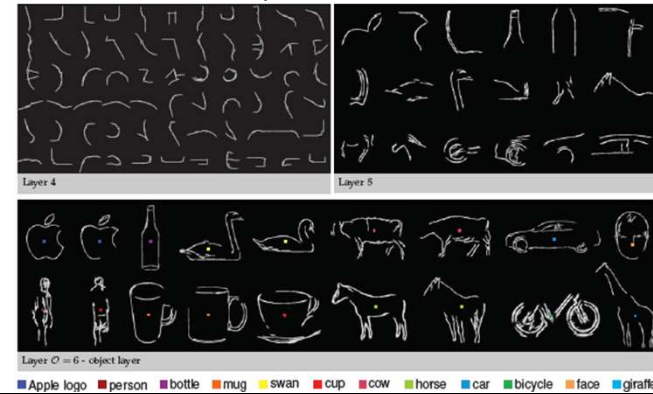 Layer 4
Layer 5
Layer O = 6 - object layer
Apple logo person bottle mug swan cup cow horse car bicycle face giraffe